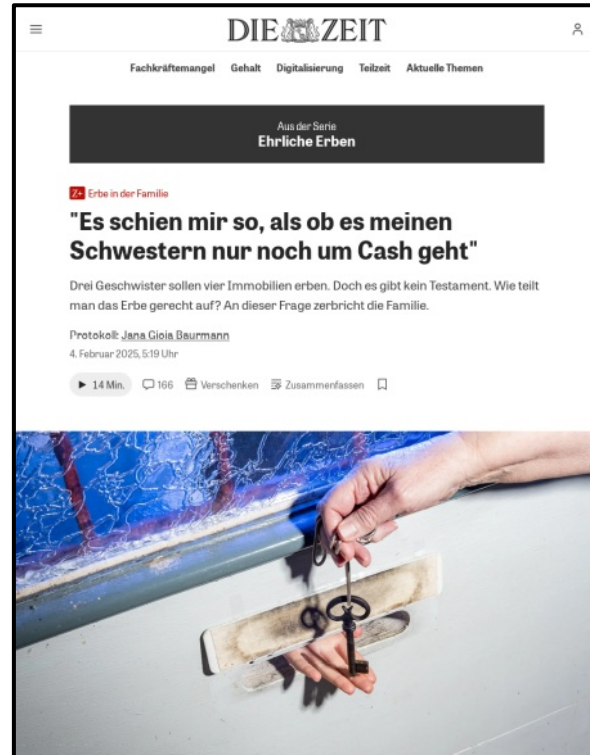 DIE ZEIT
Fachkräftemangel Gehalt Digitalisierung Teilzeit Aktuelle Themen
Aus der Serie
Ehrliche Erben
Z+ Erbe in der Familie
"Es schien mir so, als ob es meinen
Schwestern nur noch um Cash geht"
Drei Geschwister sollen vier Immobilien erben. Doch es gibt kein Testament. Wie teilt
man das Erbe gerecht auf? An dieser Frage zerbricht die Familie.
Protokoll: Jana Gioia Baurmann
4. Februar 2025, 5:19 Uhr
14 Min. 166 Verschenken Zusammenfassen